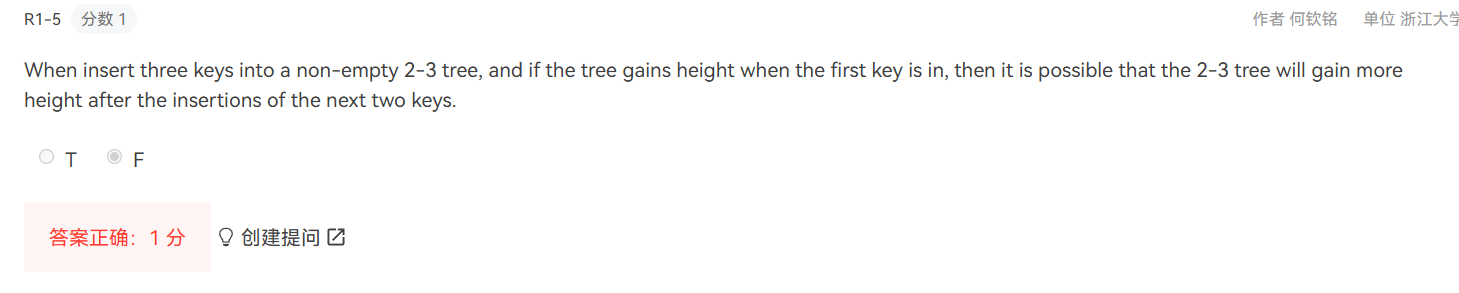 R1-5 分数 1 作者 何钦铭 单位 浙江大学
When insert three keys into a non-empty 2-3 tree, and if the tree gains height when the first key is in, then it is possible that the 2-3 tree will gain more
height after the insertions of the next two keys.
T F
答案正确：1 分 创建提问